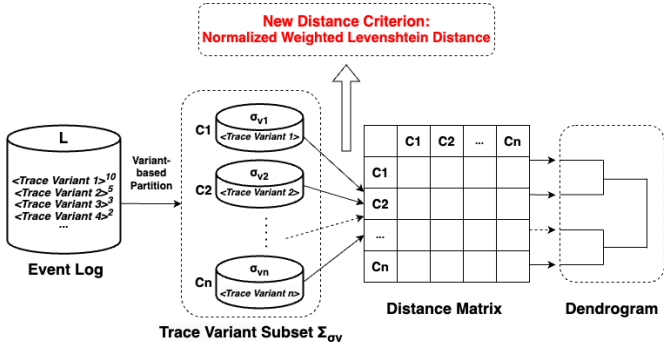 New Distance Criterion:
Normalized Weighted Levenshtein Distance
L
<Trace Variant 1>10
<Trace Variant 2>5
<Trace Variant 3>3
<Trace Variant 4>2
...
Event Log
Variant-
based
Partition
C1
σv1
<Trace Variant 1>
C2
σv2
<Trace Variant 2>
Cn
σvn
<Trace Variant n>
Trace Variant Subset Σσv
C1 C2 ... Cn
C1
C2
...
Cn
Distance Matrix
Dendrogram